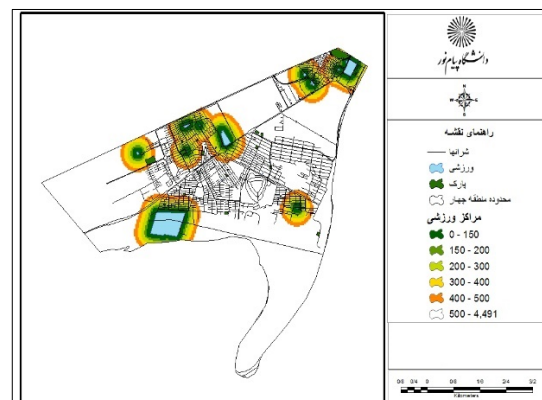 دانشگاه پیام نور
راهنمای نقشه
شرانها
ورزشی
پارک
محدوده منطقه چهار
مراکز ورزشی
0 - 150
150 - 200
200 - 300
300 - 400
400 - 500
500 - 4,491
Kilometers